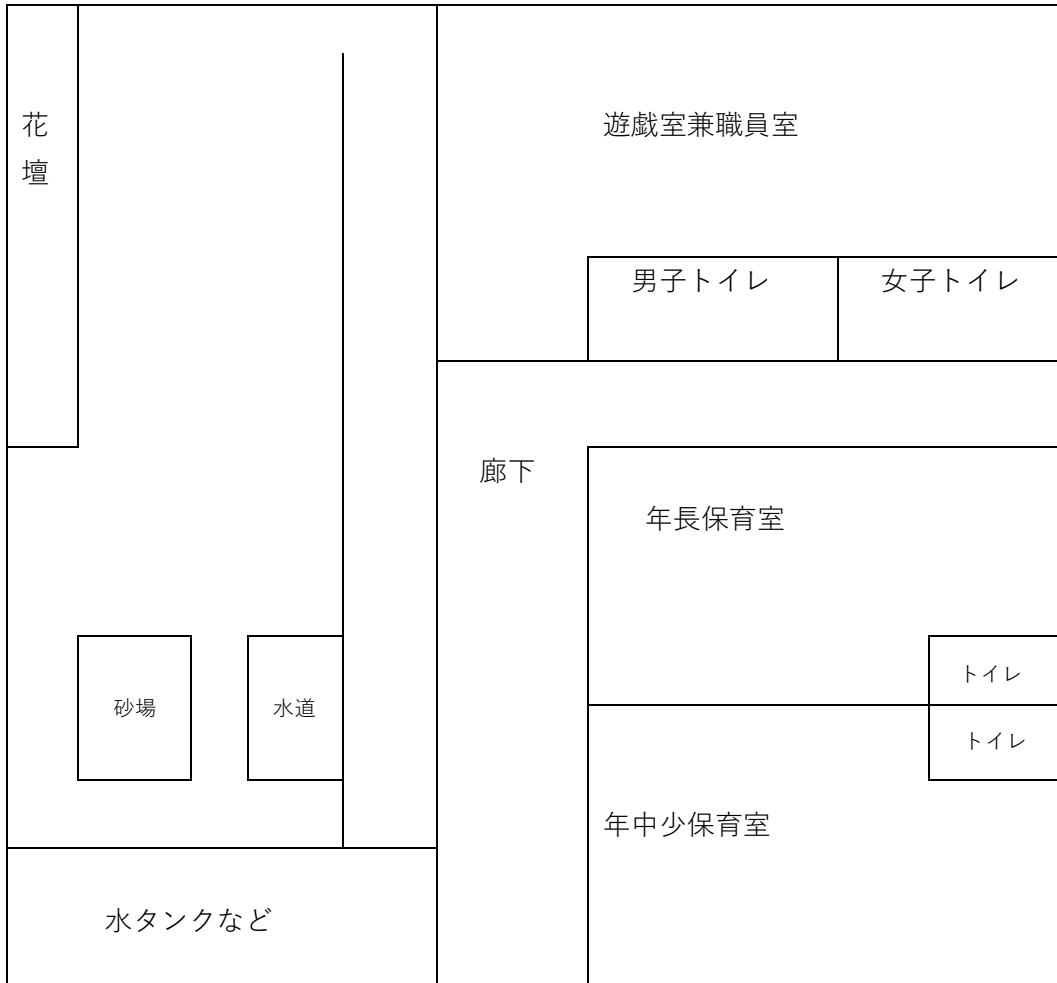 花
壇
遊戯室兼職員室
男子トイレ
女子トイレ
廊下
年長保育室
トイレ
砂場
水道
トイレ
年中少保育室
水タンクなど